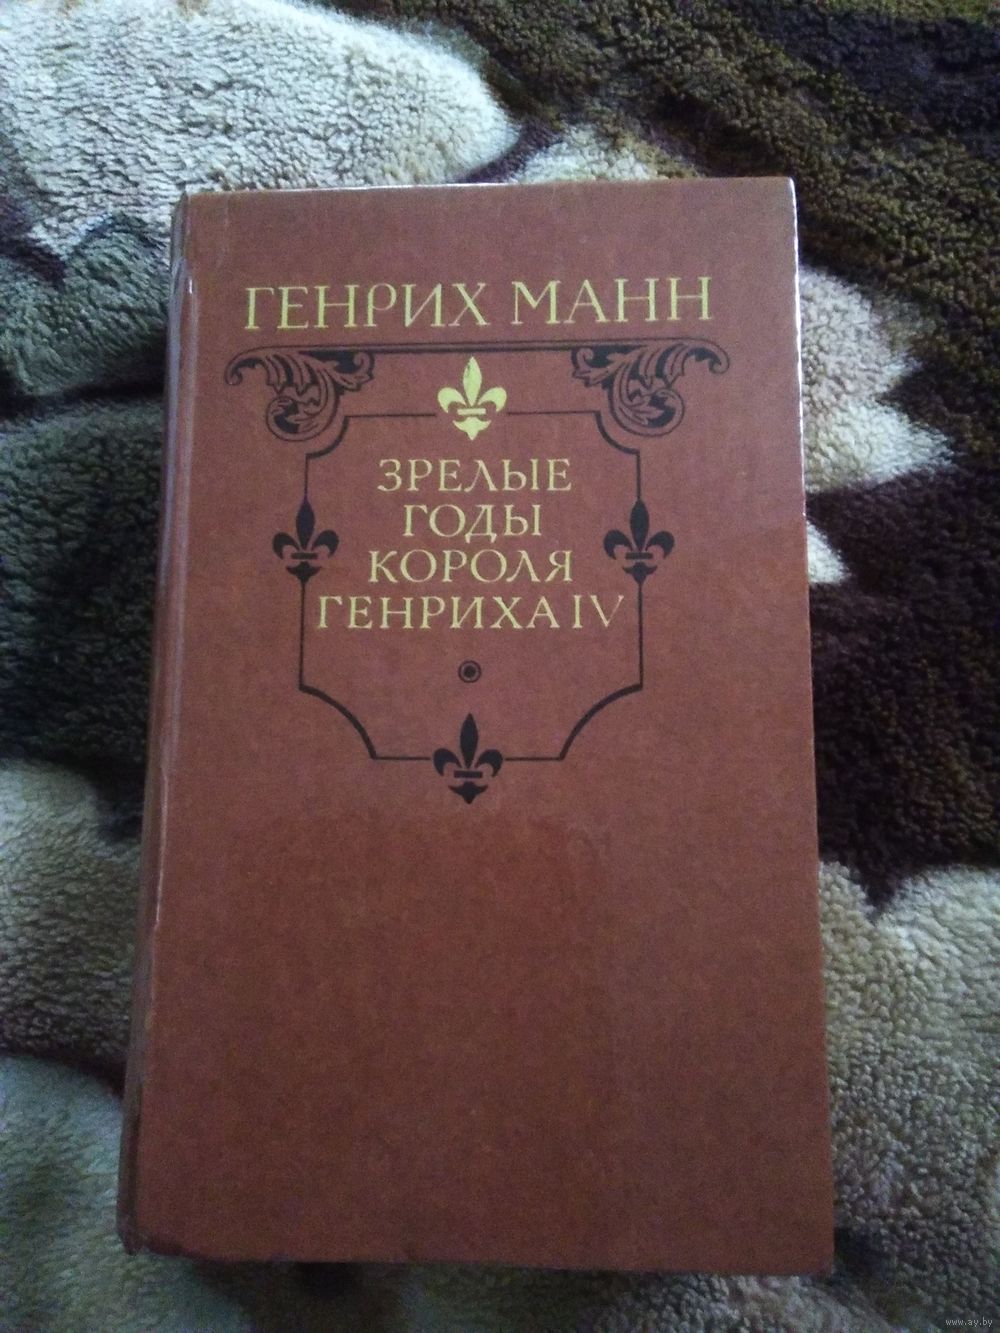 ГЕНРИХ МАНН
ЗРЕЛЫЕ
ГОДЫ
КОРОЛЯ
ГЕНРИХА IV
www.ay.by